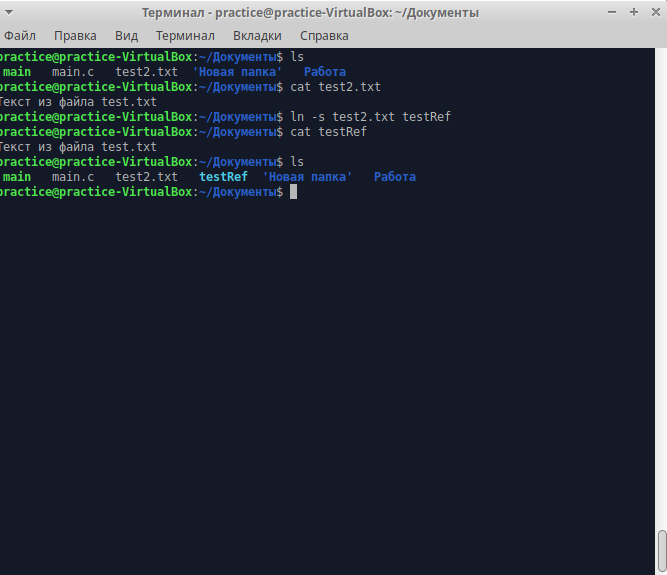 Терминал - practice@practice-VirtualBox: ~/Документы
Файл Правка Вид Терминал Вкладки Справка
practice@practice-VirtualBox:~/Документы$ ls
main main.c test2.txt 'Новая папка' Работа
practice@practice-VirtualBox:~/Документы$ cat test2.txt
Текст из файла test.txt
practice@practice-VirtualBox:~/Документы$ ln -s test2.txt testRef
practice@practice-VirtualBox:~/Документы$ cat testRef
Текст из файла test.txt
practice@practice-VirtualBox:~/Документы$ ls
main main.c test2.txt testRef 'Новая папка' Работа
practice@practice-VirtualBox:~/Документы$